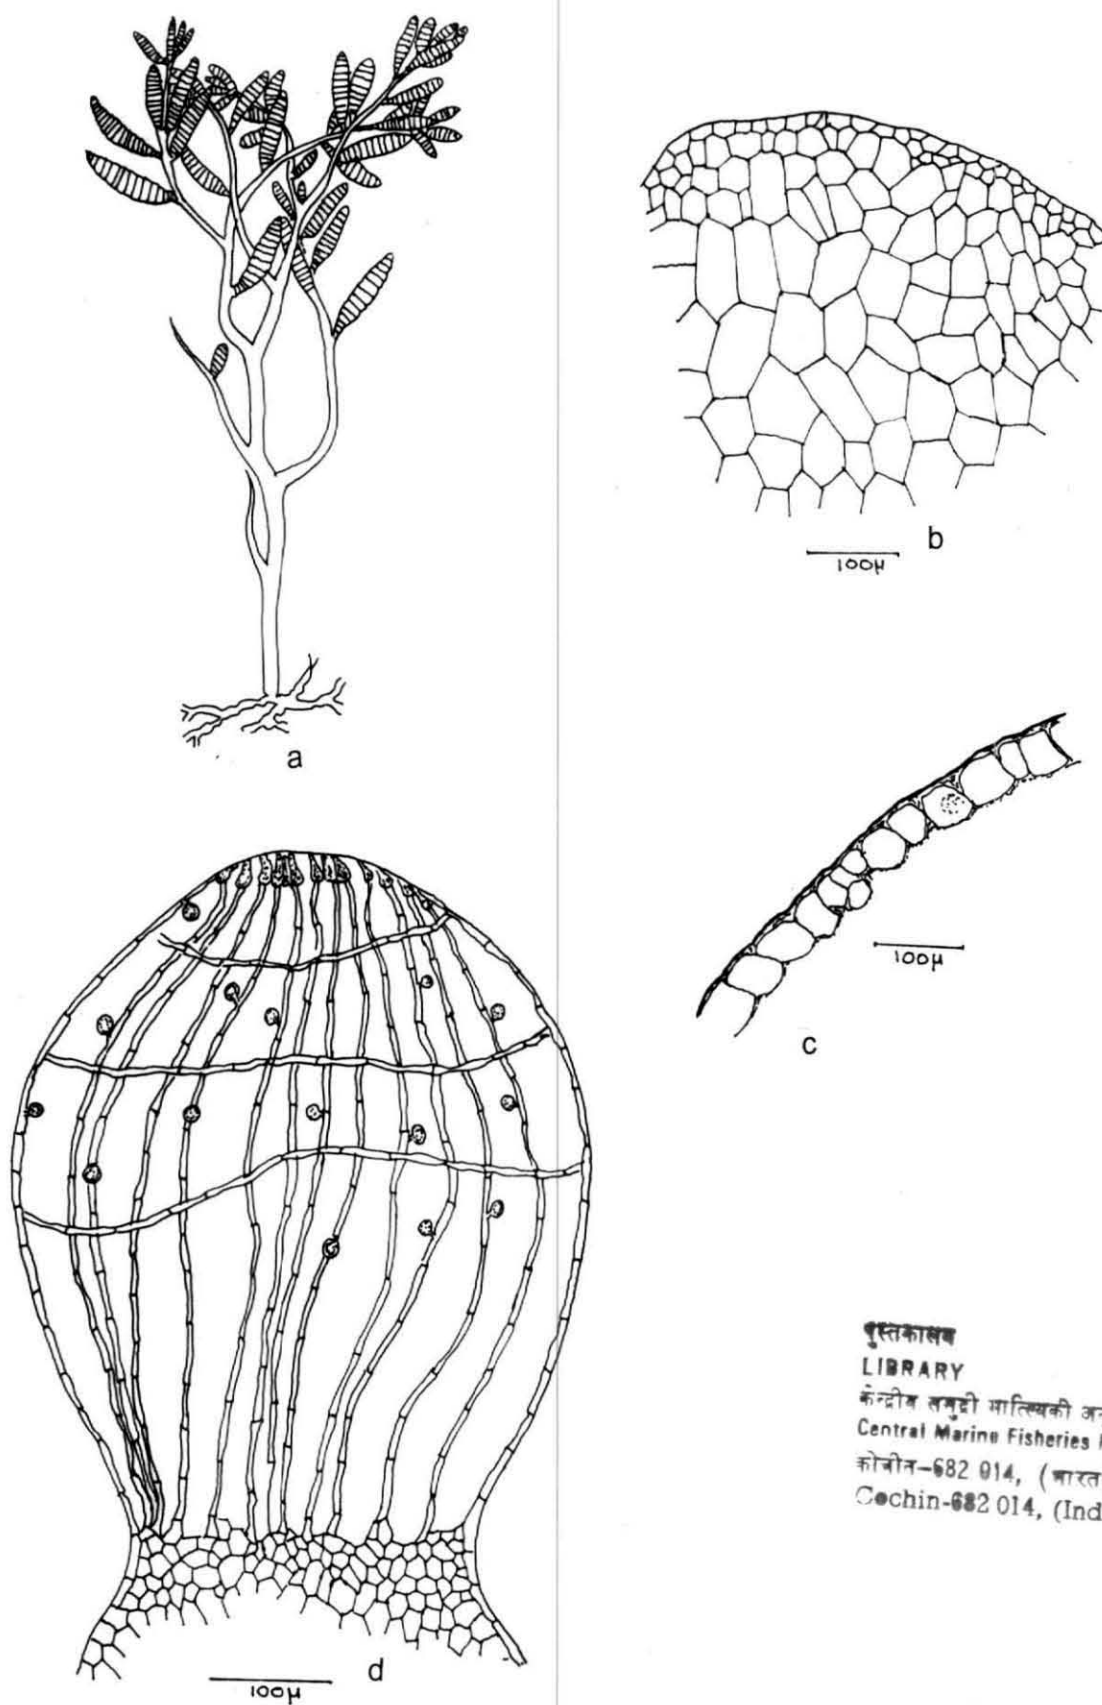 a
b
100μ
c
100μ
d
100μ
पुस्तकालय
LIBRARY
केन्द्रीय समुद्री मात्स्यिकी
Central Marine Fisheries
कोचीन-682 014, (भारत
Cochin-682 014, (Ind